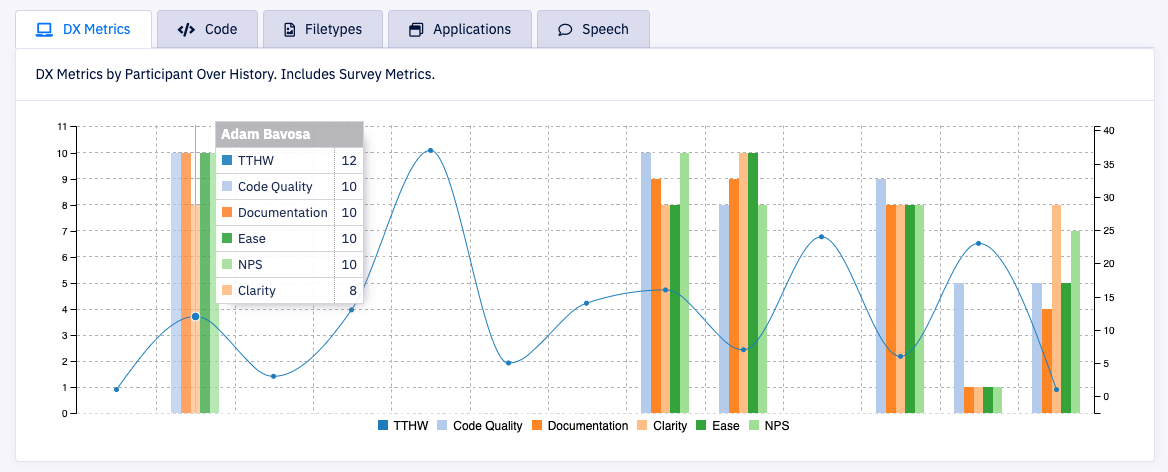 DX Metrics Code Filetypes Applications Speech
DX Metrics by Participant Over History. Includes Survey Metrics.
11
10
9
8
7
6
5
4
3
2
1
0
Adam Bavosa
TTHW 12
Code Quality 10
Documentation 10
Ease 10
NPS 10
Clarity 8
40
35
30
25
20
15
10
5
0
TTHW Code Quality Documentation Clarity Ease NPS